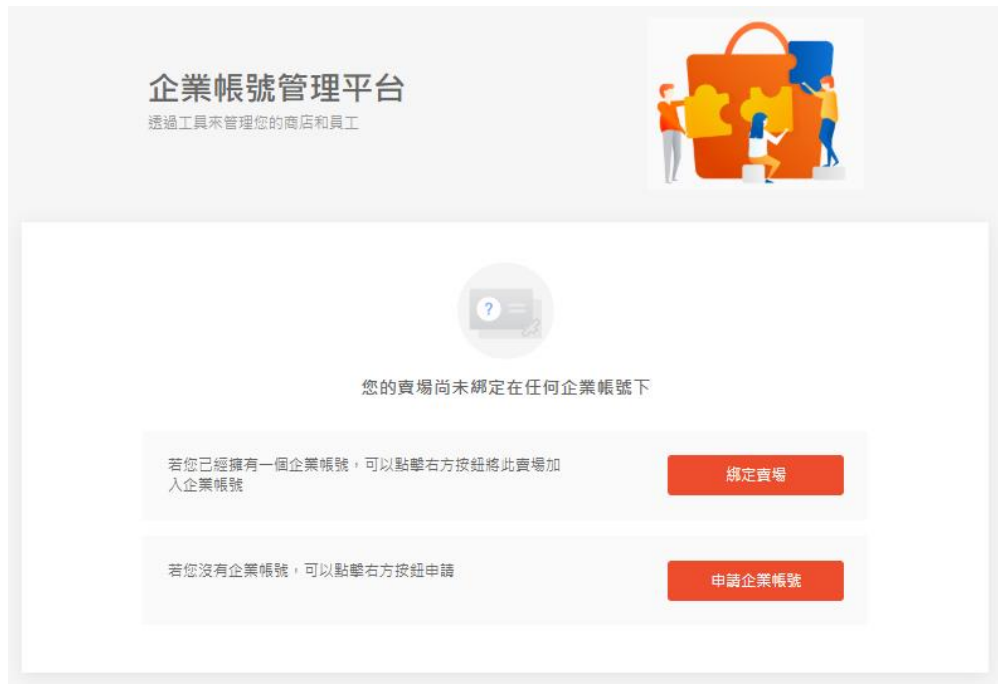 企業帳號管理平台
透過工具來管理您的商店和員工
?
您的賣場尚未綁定在任何企業帳號下
若您已經擁有一個企業帳號，可以點擊右方按鈕將此賣場加
入企業帳號
綁定賣場
若您沒有企業帳號，可以點擊右方按鈕申請
申請企業帳號